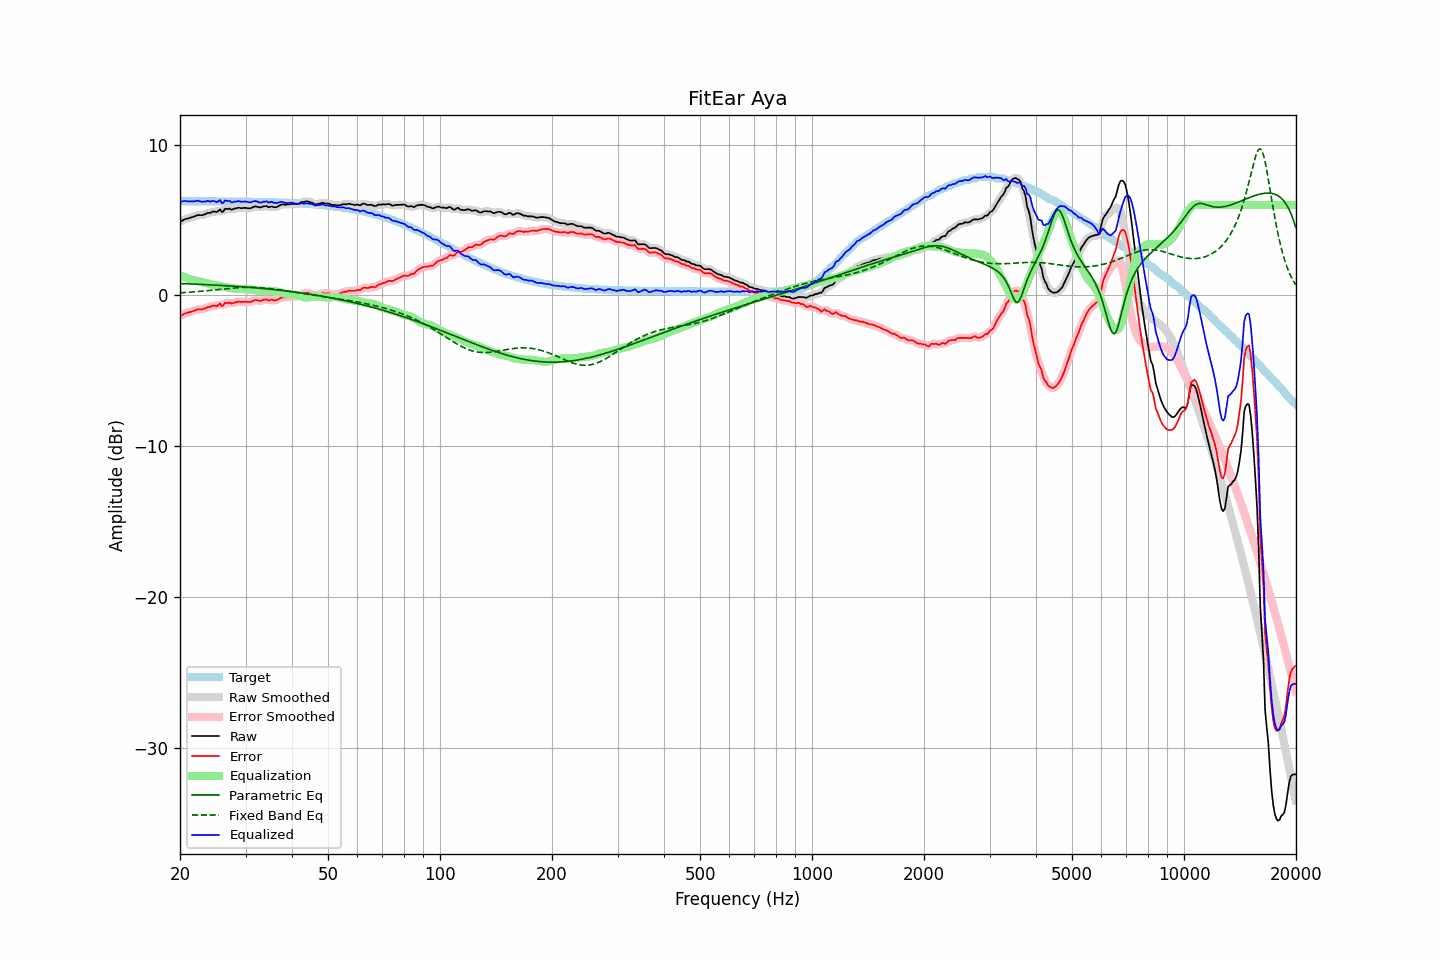 FitEar Aya
10
0
−10
−20
−30
Amplitude (dBr)
Target
Raw Smoothed
Error Smoothed
Raw
Error
Equalization
Parametric Eq
Fixed Band Eq
Equalized
20 50 100 200 500 1000 2000 5000 10000 20000
Frequency (Hz)